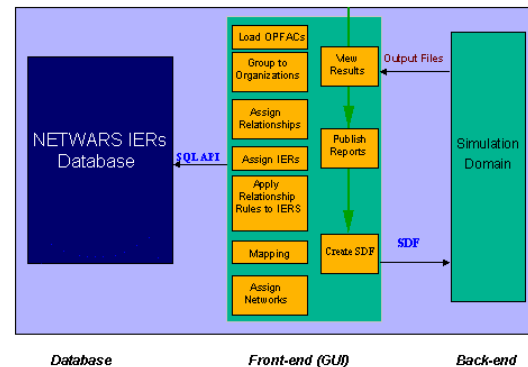 NETWARS IERs
Database
SQL API
Load OPFACs
Group to
Organizations
Assign
Relationships
Assign IERs
Apply
Relationship
Rules to IERS
Mapping
Assign
Networks
View
Results
Publish
Reports
Create SDF
Output Files
SDF
Simulation
Domain
Database
Front-end (GUI)
Back-end